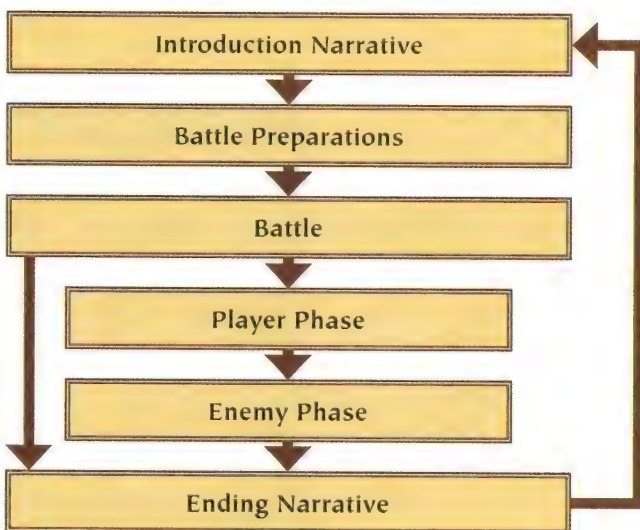 Introduction Narrative
Battle Preparations
Battle
Player Phase
Enemy Phase
Ending Narrative